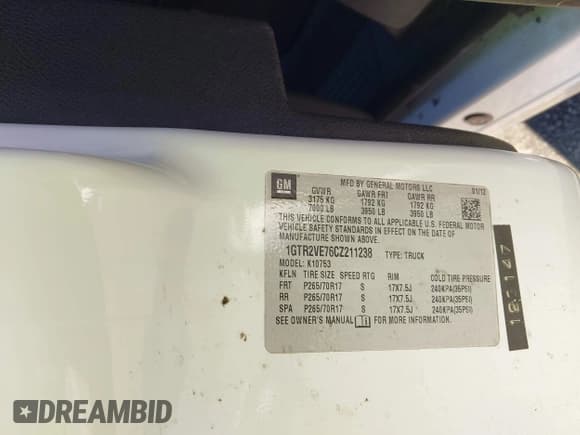 GM
MFD BY GENERAL MOTORS LLC
01/12
GVWR GAWR FRT GAWR RR
3175 KG 1792 KG 1792 KG
7000 LB 3950 LB 3950 LB
THIS VEHICLE CONFORMS TO ALL APPLICABLE U.S. FEDERAL MOTOR
VEHICLE SAFETY STANDARDS IN EFFECT ON THE DATE OF
MANUFACTURE SHOWN ABOVE.
1GTR2VE76CZ211238 TYPE: TRUCK
MODEL: K10753
KFLN TIRE SIZE SPEED RTG RIM COLD TIRE PRESSURE
FRT P265/70R17 S 17X7.5J 240KPA(35PSI)
RR P265/70R17 S 17X7.5J 240KPA(35PSI)
SPA P265/70R17 S 17X7.5J 240KPA(35PSI)
SEE OWNER'S MANUAL FOR MORE INFORMATION.
147
DREAMBID